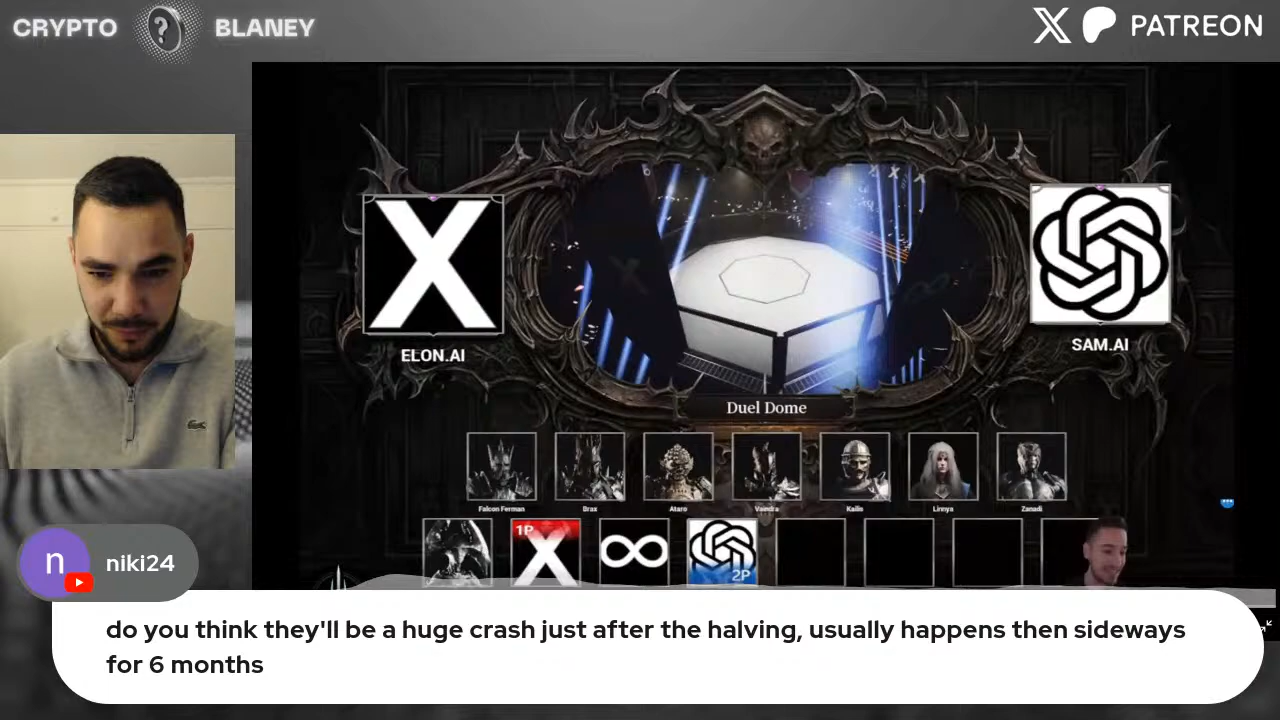 CRYPTO ? BLANEY
X PATREON
X
ELON.AI
SAM.AI
Duel Dome
Falcon Ferman Drax Ataro Vaedra Kailis Linnya Zanadi
1P X 2P
n niki24
do you think they'll be a huge crash just after the halving, usually happens then sideways
for 6 months